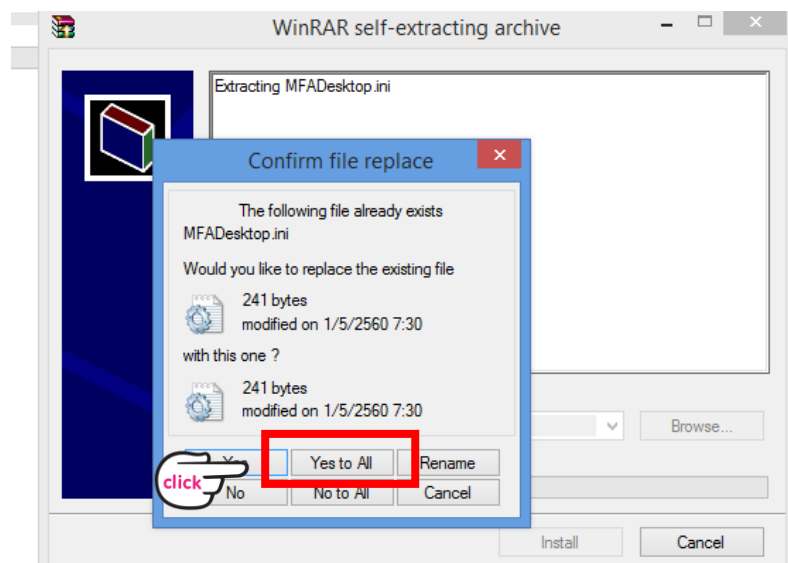 WinRAR self-extracting archive
Extracting MFADesktop.ini
Confirm file replace
The following file already exists
MFADesktop.ini
Would you like to replace the existing file
241 bytes
modified on 1/5/2560 7:30
with this one ?
241 bytes
modified on 1/5/2560 7:30
Browse...
Yes Yes to All Rename
click
No No to All Cancel
Install Cancel